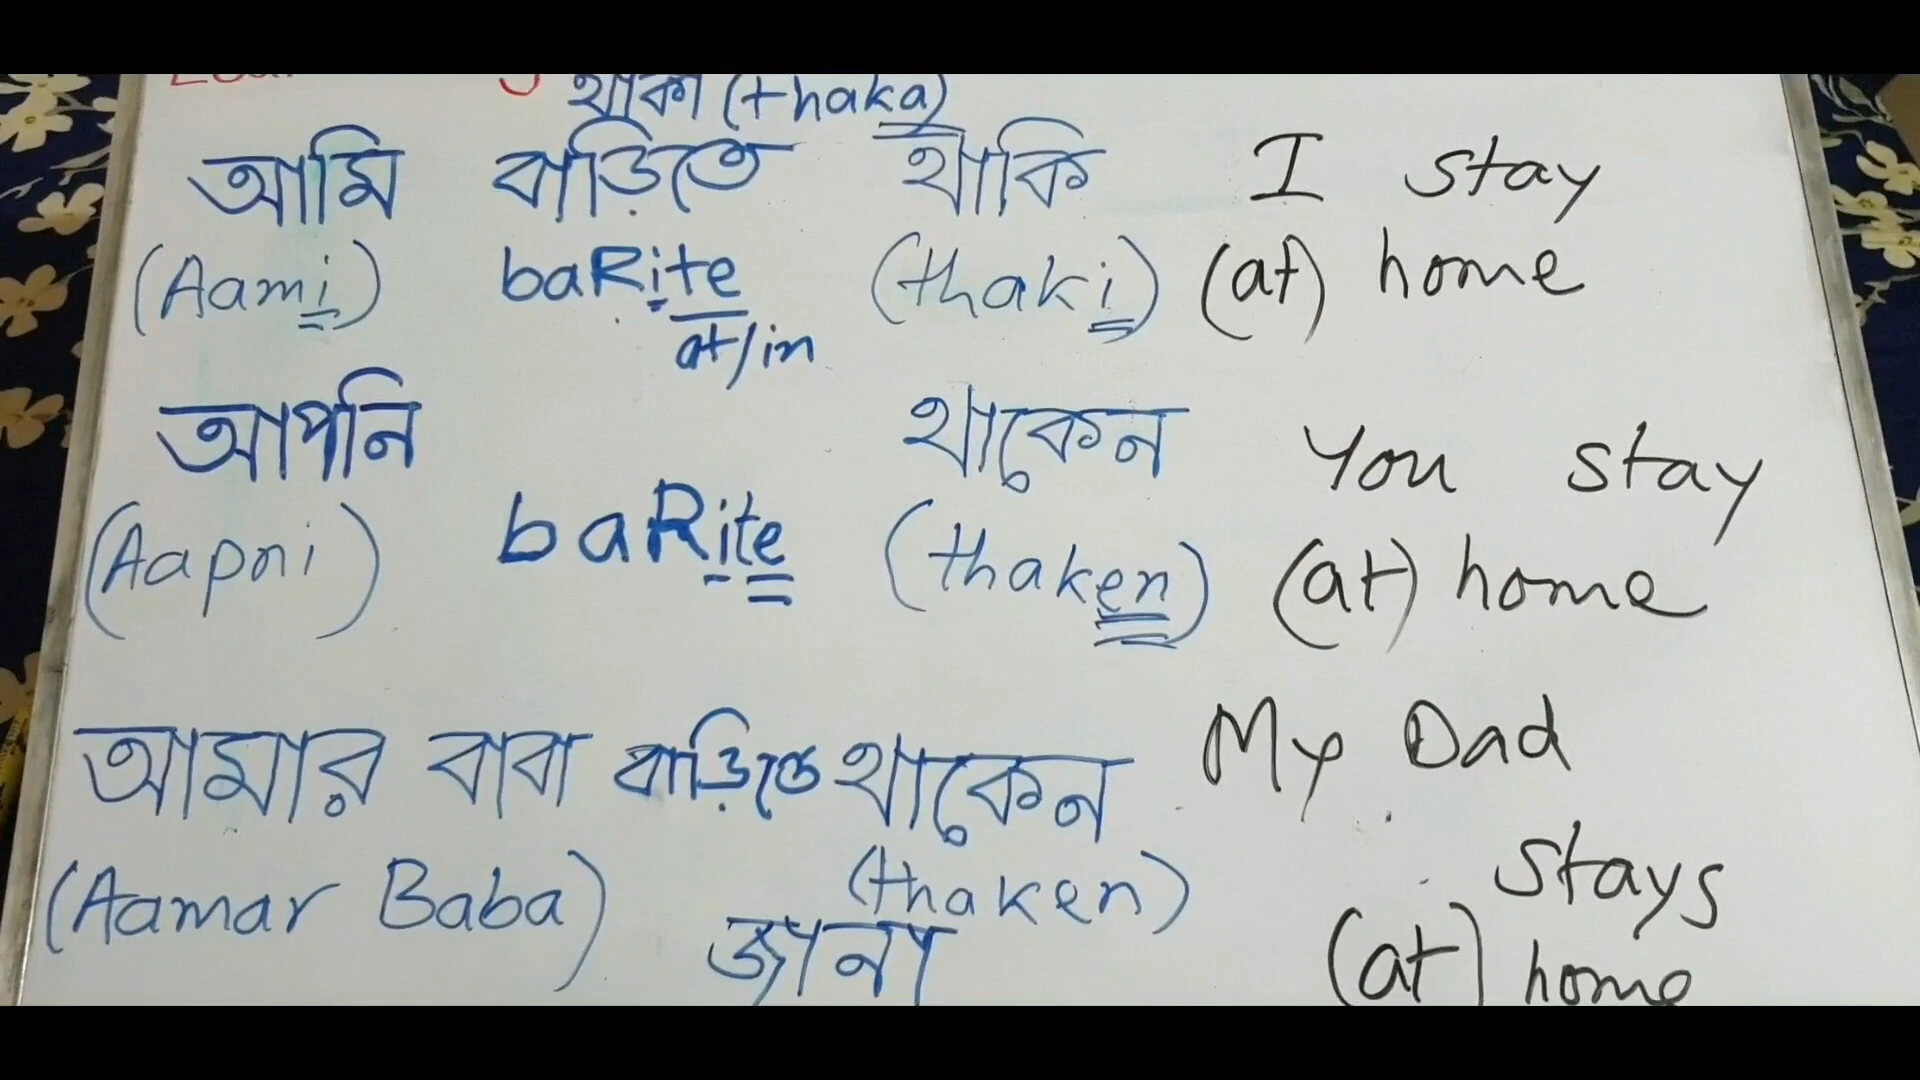 থাকা (thaka)
আমি বাড়িতে থাকি I stay
(Aami) baRite (thaki) (at) home
at/in
আপনি থাকেন You stay
(Aapni) baRite (thaken) (at) home
আমার বাবা বাড়িতে থাকেন My Dad
(Aamar Baba) (thaken) stays
জানা (at) home